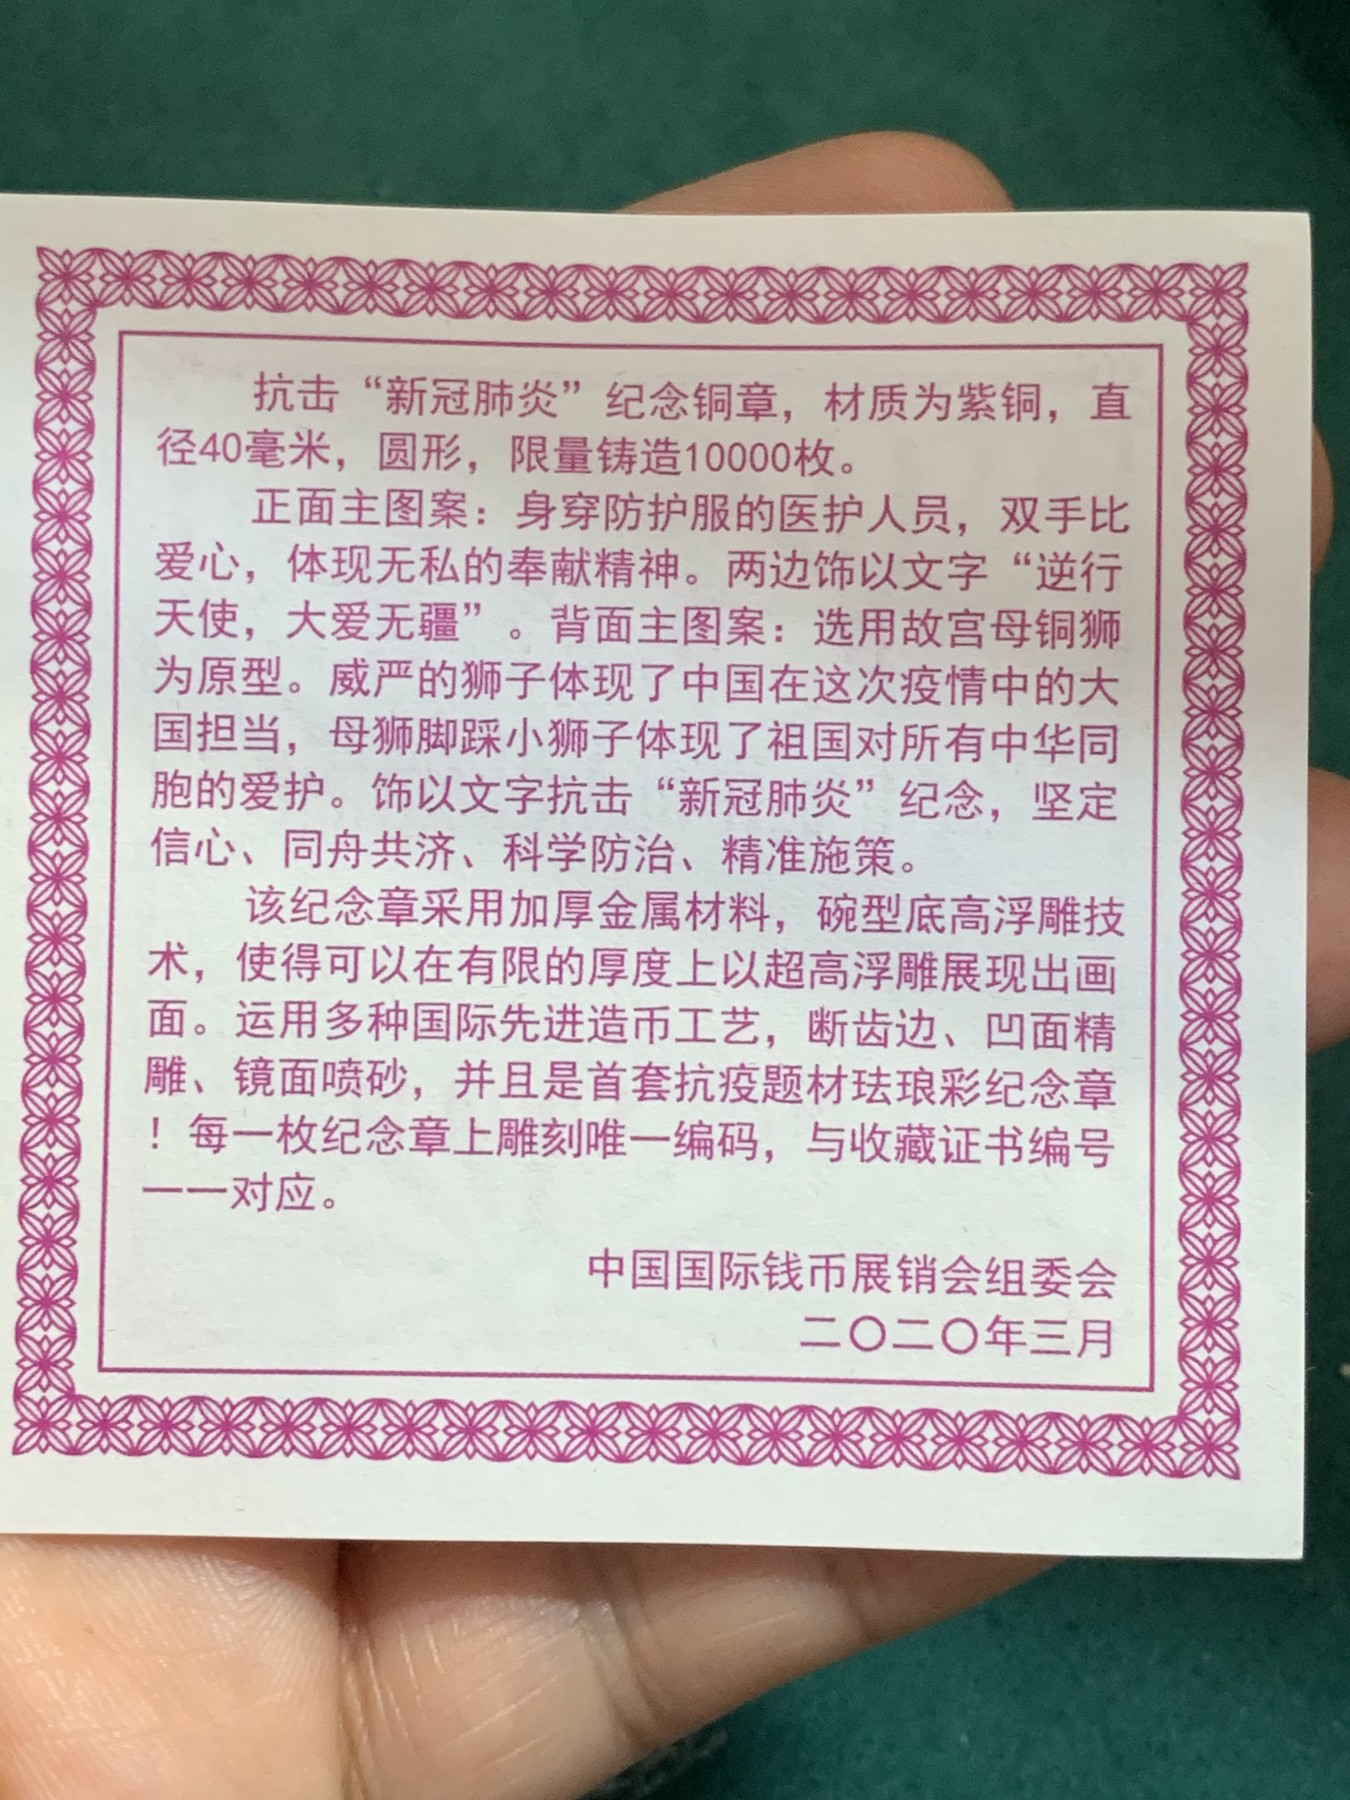 抗击“新冠肺炎”纪念铜章，材质为紫铜，直
径40毫米，圆形，限量铸造10000枚。
正面主图案：身穿防护服的医护人员，双手比
爱心，体现无私的奉献精神。两边饰以文字“逆行
天使，大爱无疆”。背面主图案：选用故宫母铜狮
为原型。威严的狮子体现了中国在这次疫情中的大
国担当，母狮脚踩小狮子体现了祖国对所有中华同
胞的爱护。饰以文字抗击“新冠肺炎”纪念，坚定
信心、同舟共济、科学防治、精准施策。
该纪念章采用加厚金属材料，碗型底高浮雕技
术，使得可以在有限的厚度上以超高浮雕展现出画
面。运用多种国际先进造币工艺，断齿边、凹面精
雕、镜面喷砂，并且是首套抗疫题材珐琅彩纪念章
！每一枚纪念章上雕刻唯一编码，与收藏证书编号
一一对应。
中国国际钱币展销会组委会
二〇二〇年三月